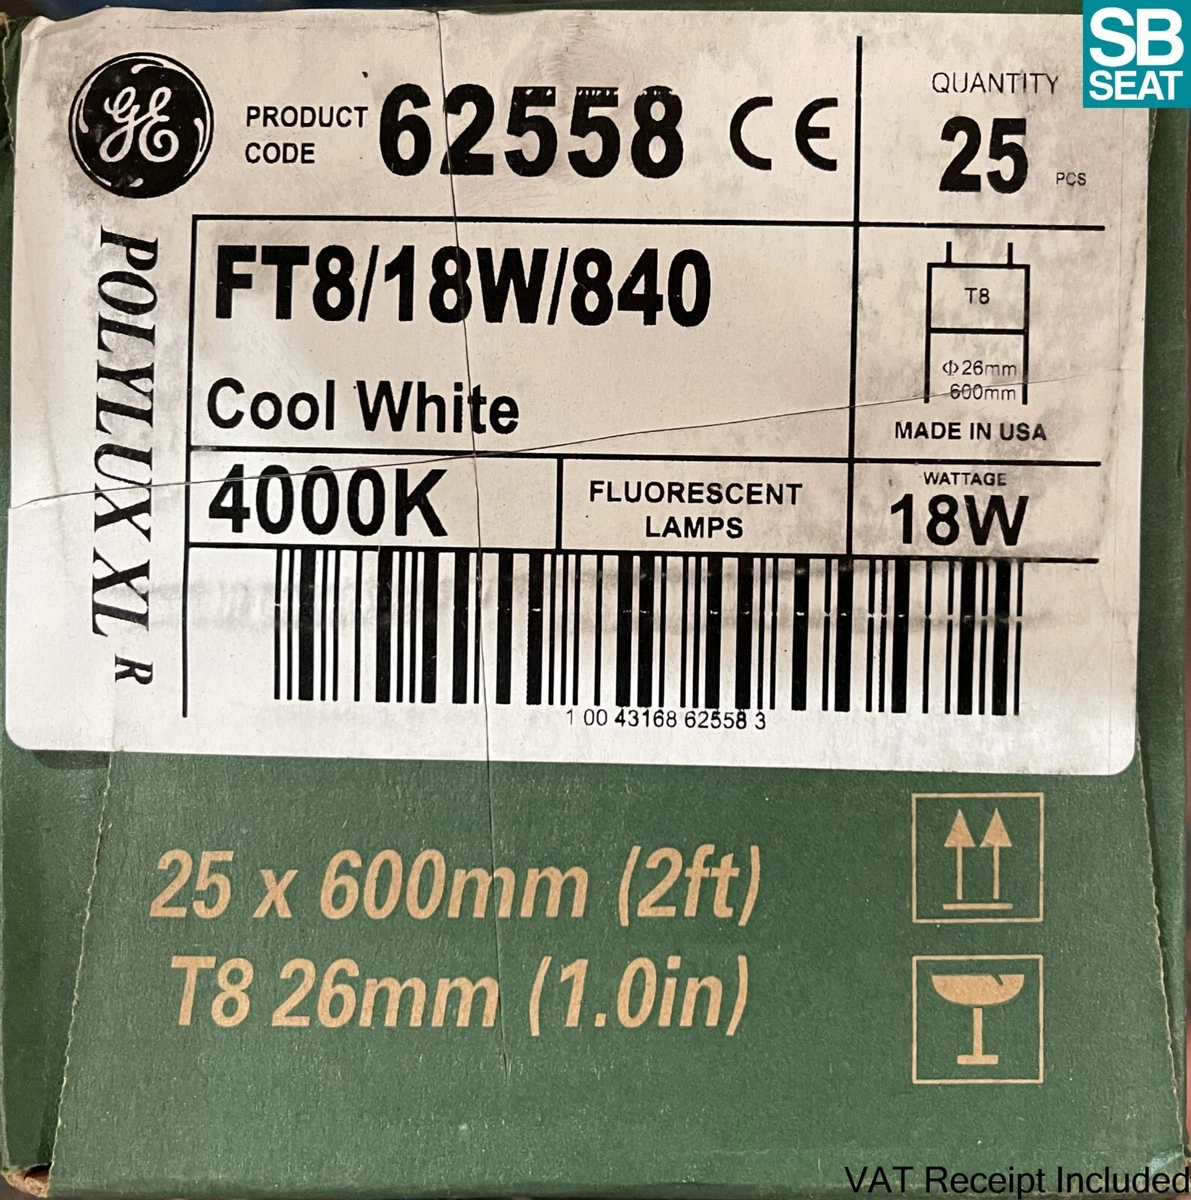 SB
SEAT
GE
PRODUCT
CODE
62558 CE
QUANTITY
25
PCS
POLYLUX XL R
FT8/18W/840
Cool White
T8
Φ26mm
600mm
MADE IN USA
4000K
FLUORESCENT
LAMPS
WATTAGE
18W
1 00 43168 62558 3
25 x 600mm (2ft)
T8 26mm (1.0in)
VAT Receipt Included